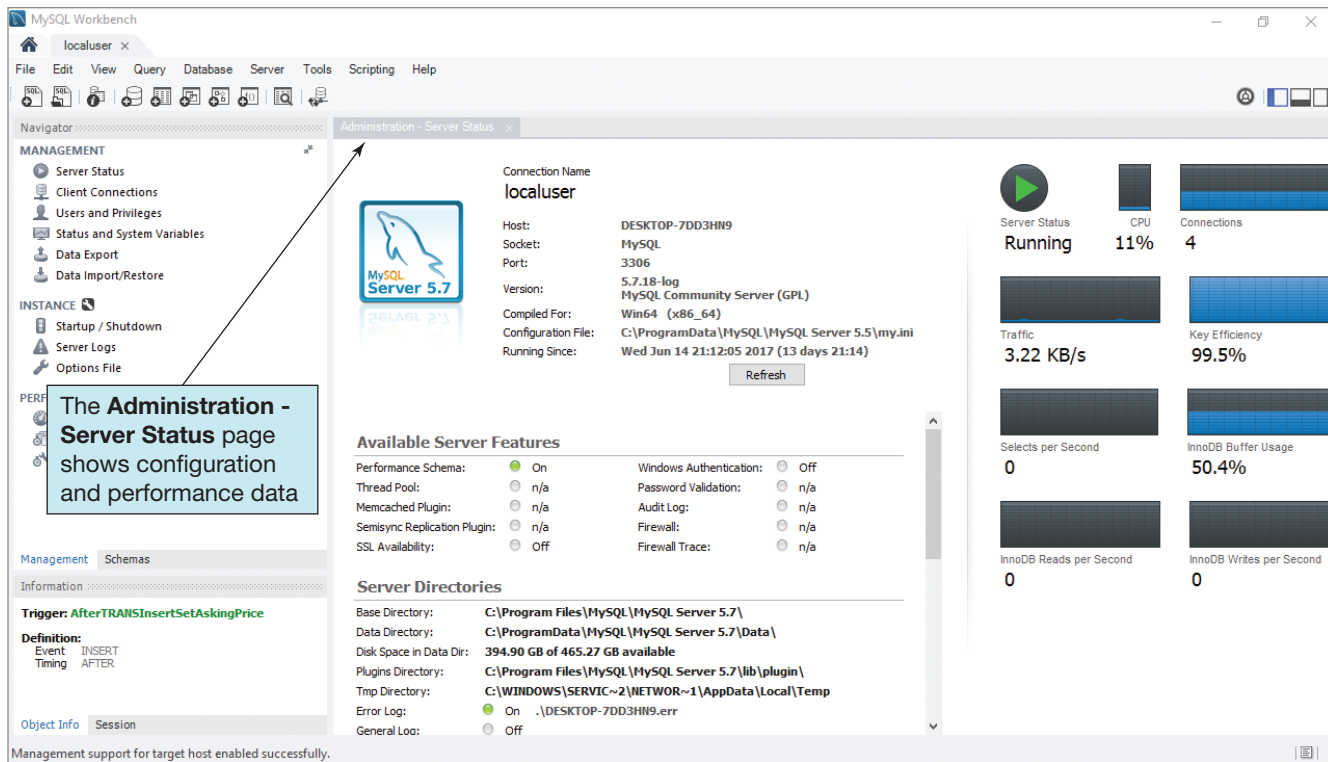 MySQL Workbench
localuser
File Edit View Query Database Server Tools Scripting Help
Navigator
MANAGEMENT
Server Status
Client Connections
Users and Privileges
Status and System Variables
Data Export
Data Import/Restore
INSTANCE
Startup / Shutdown
Server Logs
Options File
PERF
The Administration -
Server Status page
shows configuration
and performance data
Management Schemas
Information
Trigger: AfterTRANSInsertSetAskingPrice
Definition:
Event INSERT
Timing AFTER
Object Info Session
Administration - Server Status
MySQL
Server 5.7
Connection Name
localuser
Host: DESKTOP-7DD3HN9
Socket: MySQL
Port: 3306
Version: 5.7.18-log
MySQL Community Server (GPL)
Compiled For: Win64 (x86_64)
Configuration File: C:\ProgramData\MySQL\MySQL Server 5.5\my.ini
Running Since: Wed Jun 14 21:12:05 2017 (13 days 21:14)
Refresh
Available Server Features
Performance Schema: On Windows Authentication: Off
Thread Pool: n/a Password Validation: n/a
Memcached Plugin: n/a Audit Log: n/a
Semisync Replication Plugin: n/a Firewall: n/a
SSL Availability: Off Firewall Trace: n/a
Server Directories
Base Directory: C:\Program Files\MySQL\MySQL Server 5.7\
Data Directory: C:\ProgramData\MySQL\MySQL Server 5.7\Data\
Disk Space in Data Dir: 394.90 GB of 465.27 GB available
Plugins Directory: C:\Program Files\MySQL\MySQL Server 5.7\lib\plugin\
Tmp Directory: C:\WINDOWS\SERVIC~2\NETWOR~1\AppData\Local\Temp
Error Log: On .\DESKTOP-7DD3HN9.err
General Log: Off
Server Status CPU Connections
Running 11% 4
Traffic Key Efficiency
3.22 KB/s 99.5%
Selects per Second InnoDB Buffer Usage
0 50.4%
InnoDB Reads per Second InnoDB Writes per Second
0 0
Management support for target host enabled successfully.